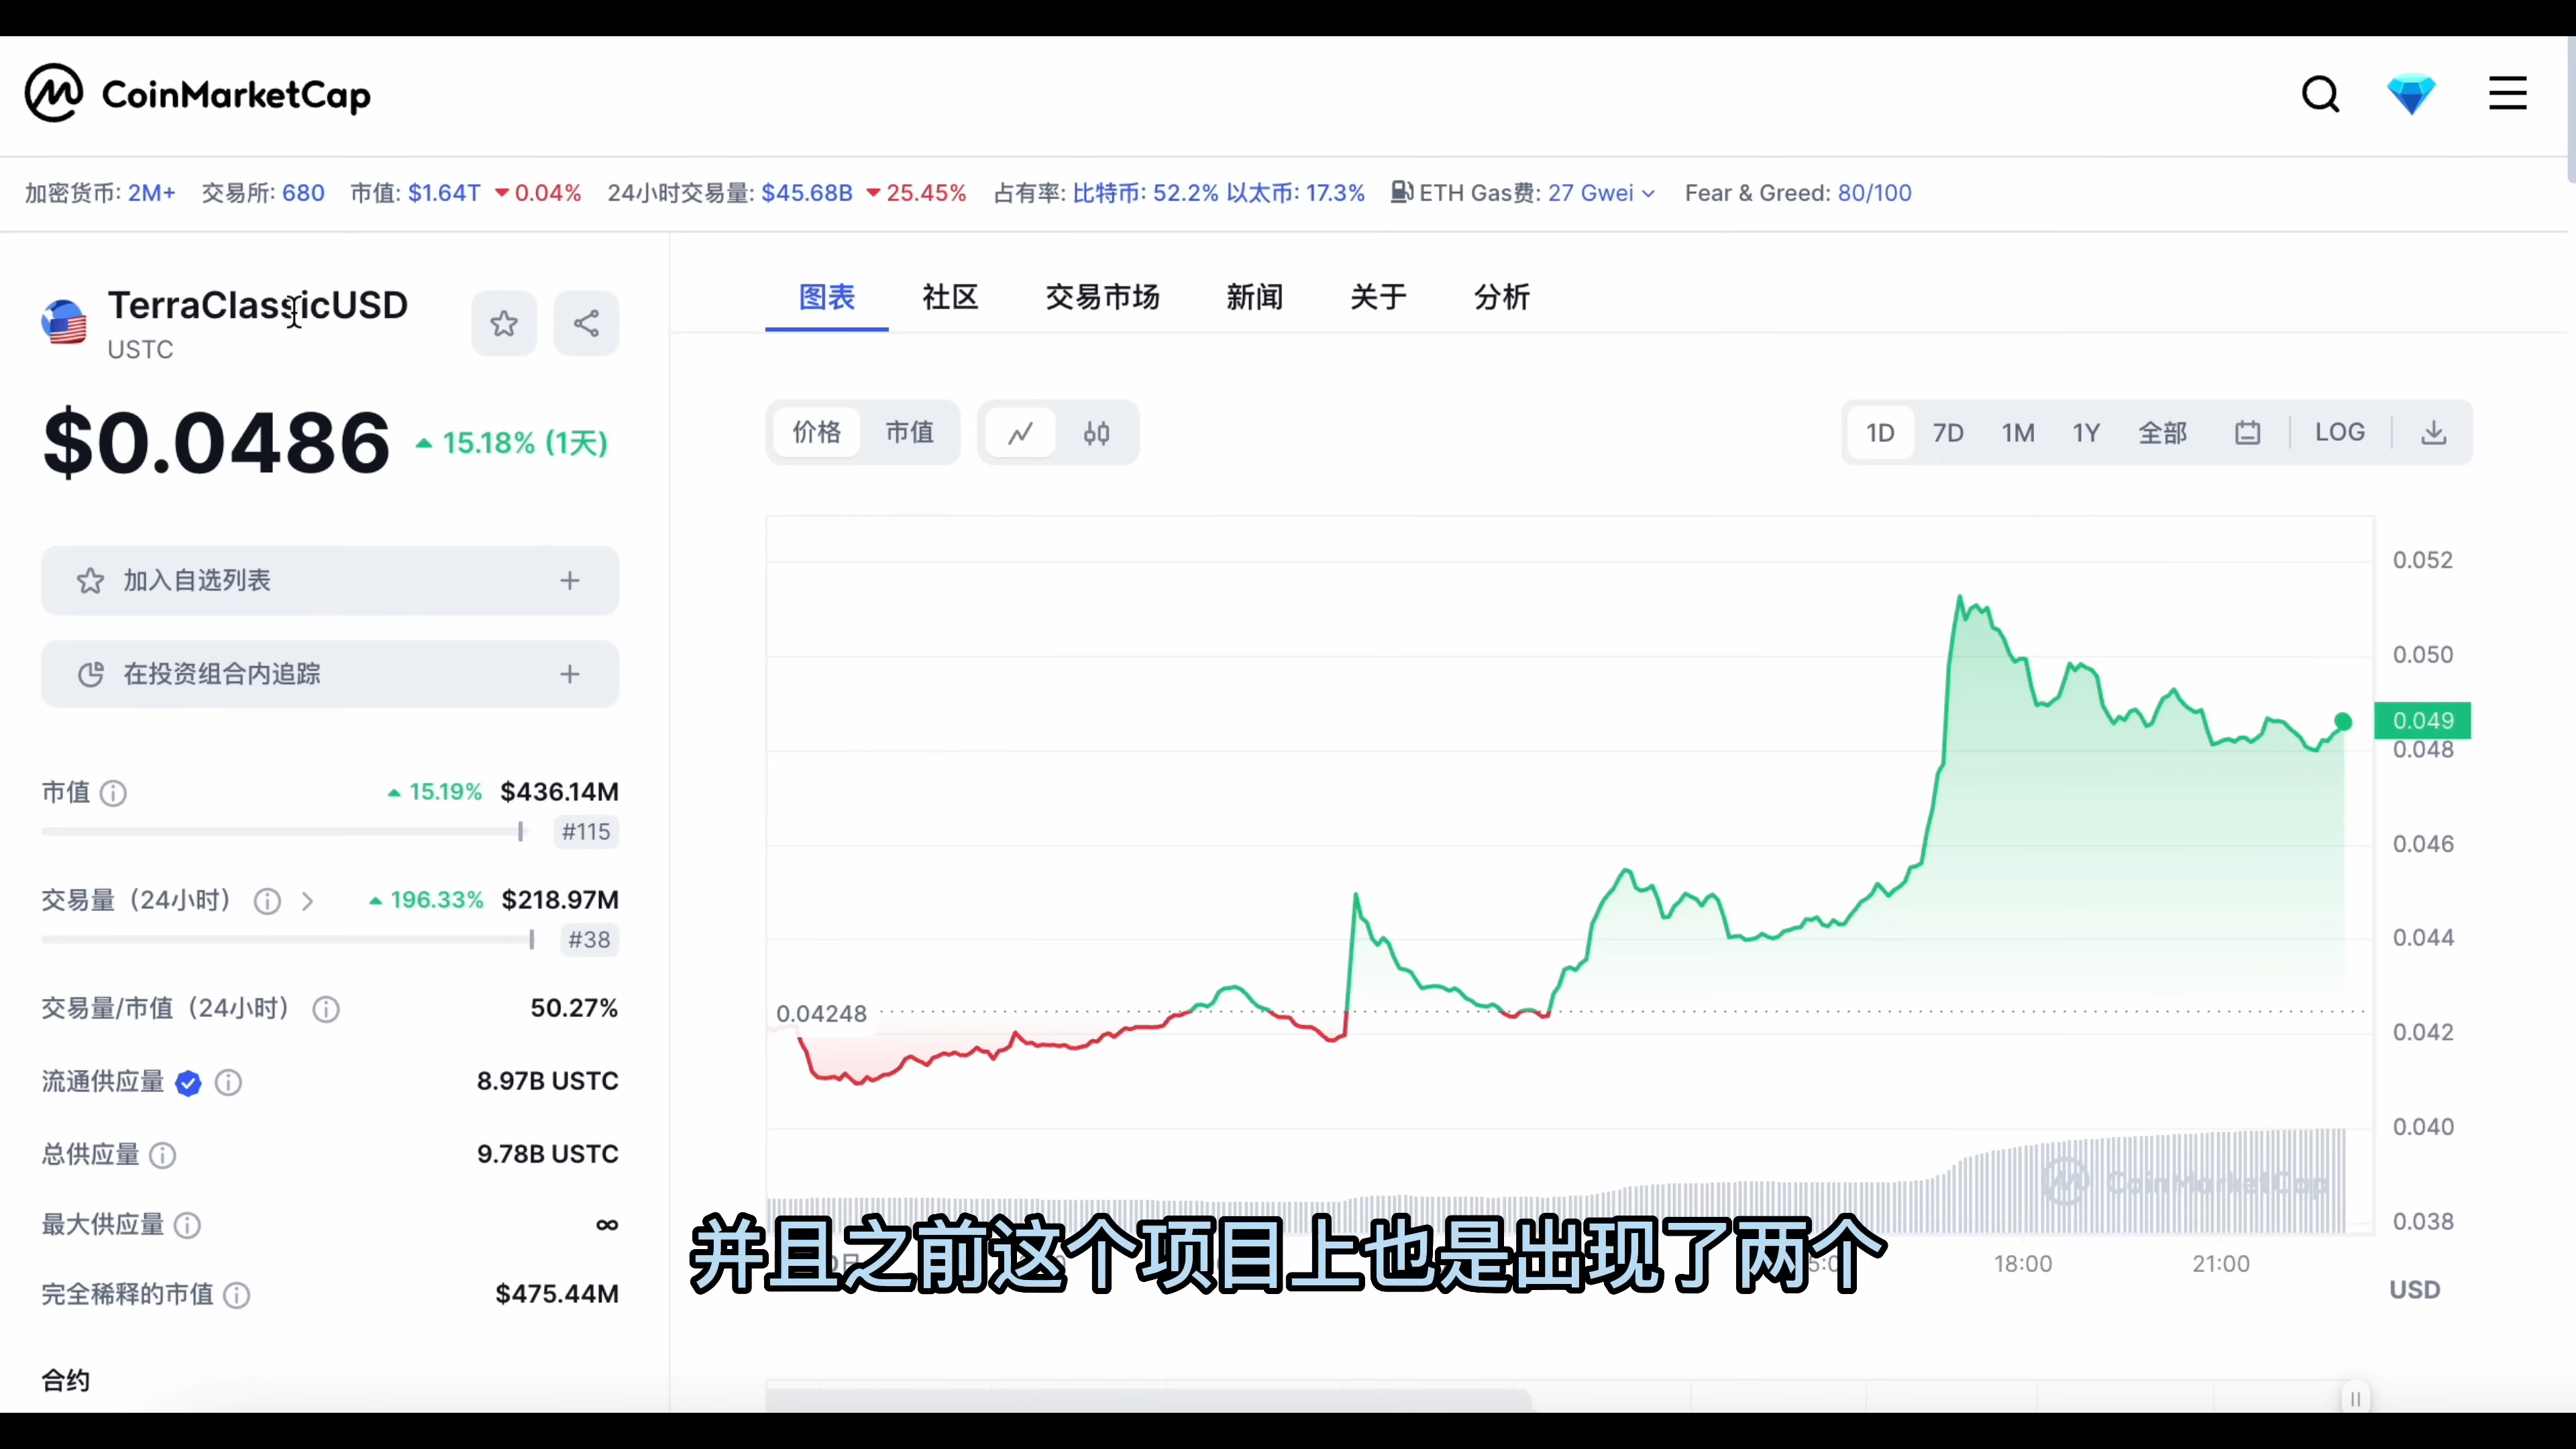 CoinMarketCap
加密货币: 2M+ 交易所: 680 市值: $1.64T 0.04% 24小时交易量: $45.68B 25.45% 占有率: 比特币: 52.2% 以太币: 17.3% ETH Gas费: 27 Gwei Fear & Greed: 80/100
TerraClassicUSD
USTC
$0.0486 15.18% (1天)
加入自选列表
在投资组合内追踪
市值 15.19% $436.14M
#115
交易量（24小时） 196.33% $218.97M
#38
交易量/市值（24小时） 50.27%
流通供应量 8.97B USTC
总供应量 9.78B USTC
最大供应量 ∞
完全稀释的市值 $475.44M
合约
图表 社区 交易市场 新闻 关于 分析
价格 市值
1D 7D 1M 1Y 全部 LOG
0.052
0.050
0.049
0.048
0.046
0.044
0.04248
0.042
0.040
CoinMarketCap
0.038
18:00 21:00
USD
并且之前这个项目上也是出现了两个